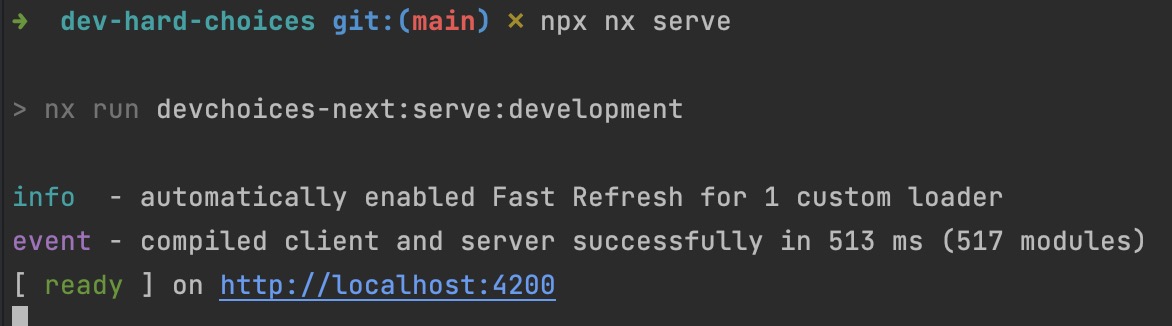 ➜ dev-hard-choices git:(main) ✗ npx nx serve
> nx run devchoices-next:serve:development
info  - automatically enabled Fast Refresh for 1 custom loader
event - compiled client and server successfully in 513 ms (517 modules)
[ ready ] on http://localhost:4200